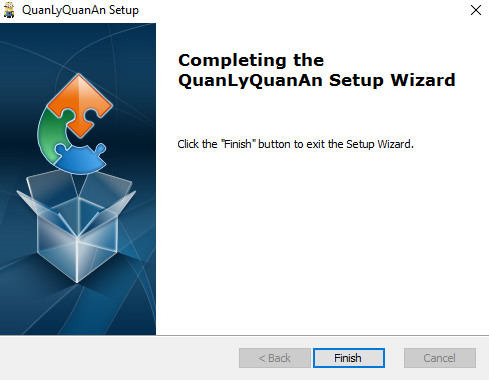 QuanLyQuanAn Setup
Completing the
QuanLyQuanAn Setup Wizard
Click the "Finish" button to exit the Setup Wizard.
< Back
Finish
Cancel